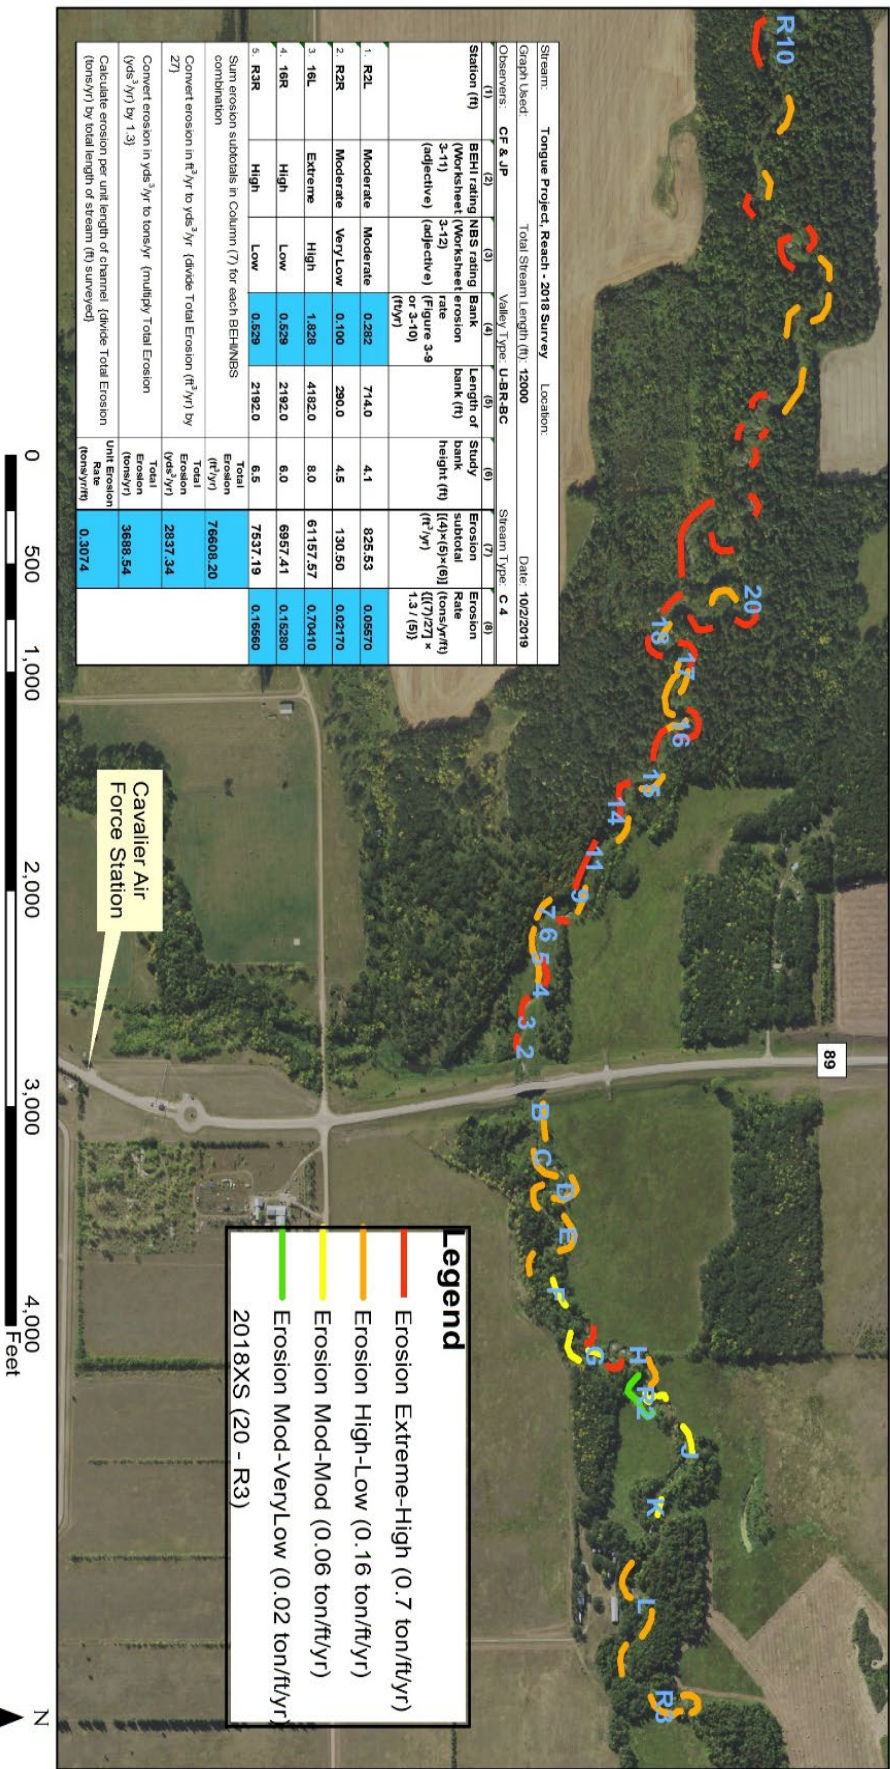 Stream: Tongue Project, Reach - 2018 Survey Location:
Graph Used: Total Stream Length (ft): 12000 Date: 10/2/2019
Observers: CF & JP Valley Type: U-BR-BC Stream Type: C 4
(1) (2) (3) (4) (5) (6) (7) (8)
Station (ft) BEHI rating (Worksheet 3-11) (adjective) NBS rating (Worksheet 3-12) (adjective) Bank erosion rate (Figure 3-9 or 3-10) (ft/yr) Length of bank (ft) Study bank height (ft) Erosion subtotal [(4)×(5)×(6)] (ft³/yr) Erosion Rate (tons/yr/ft) {[(7)/27] × 1.3 / (5)}
1. R2L Moderate Moderate 0.282 714.0 4.1 825.53 0.05570
2. R2R Moderate Very Low 0.100 290.0 4.5 130.50 0.02170
3. 16L Extreme High 1.828 4182.0 8.0 61157.57 0.70410
4. 16R High Low 0.529 2192.0 6.0 6957.41 0.15280
5. R3R High Low 0.529 2192.0 6.5 7537.19 0.16560
Sum erosion subtotals in Column (7) for each BEHI/NBS combination Total Erosion (ft³/yr) 76608.20
Convert erosion in ft³/yr to yds³/yr {divide Total Erosion (ft³/yr) by 27} Total Erosion (yds³/yr) 2837.34
Convert erosion in yds³/yr to tons/yr {multiply Total Erosion (yds³/yr) by 1.3} Total Erosion (tons/yr) 3688.54
Calculate erosion per unit length of channel {divide Total Erosion (tons/yr) by total length of stream (ft) surveyed} Unit Erosion Rate (tons/yr/ft) 0.3074
R10
20
18
17
16
15
14
11
9
7
6
5
4
3
2
89
B
C
D
E
F
G
H
R2
J
K
L
R3
Cavalier Air
Force Station
Legend
Erosion Extreme-High (0.7 ton/ft/yr)
Erosion High-Low (0.16 ton/ft/yr)
Erosion Mod-Mod (0.06 ton/ft/yr)
Erosion Mod-VeryLow (0.02 ton/ft/yr)
2018XS (20 - R3)
0 500 1,000 2,000 3,000 4,000
Feet
N